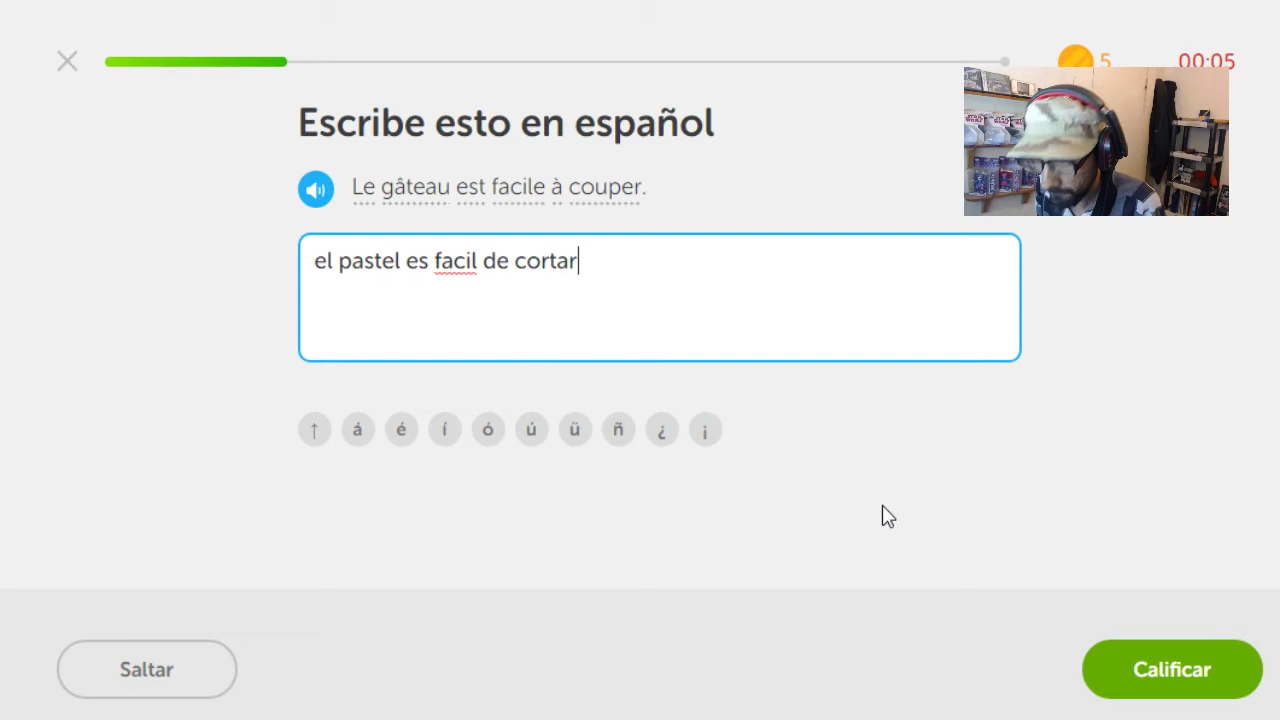 5 00:05
Escribe esto en español
Le gâteau est facile à couper.
el pastel es facil de cortar
↑ á é í ó ú ü ñ ¿ ¡
Saltar Calificar